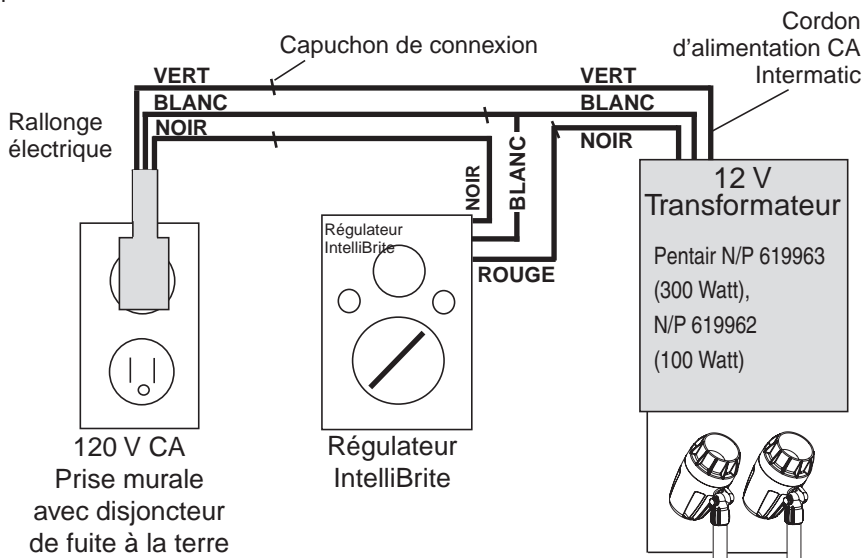 Cordon
d'alimentation CA
Intermatic
Capuchon de connexion
VERT
VERT
BLANC
BLANC
Rallonge
électrique
NOIR
NOIR
NOIR
BLANC
12 V
Transformateur
Régulateur
IntelliBrite
Pentair N/P 619963
(300 Watt),
N/P 619962
(100 Watt)
ROUGE
120 V CA
Prise murale
avec disjoncteur
de fuite à la terre
Régulateur
IntelliBrite